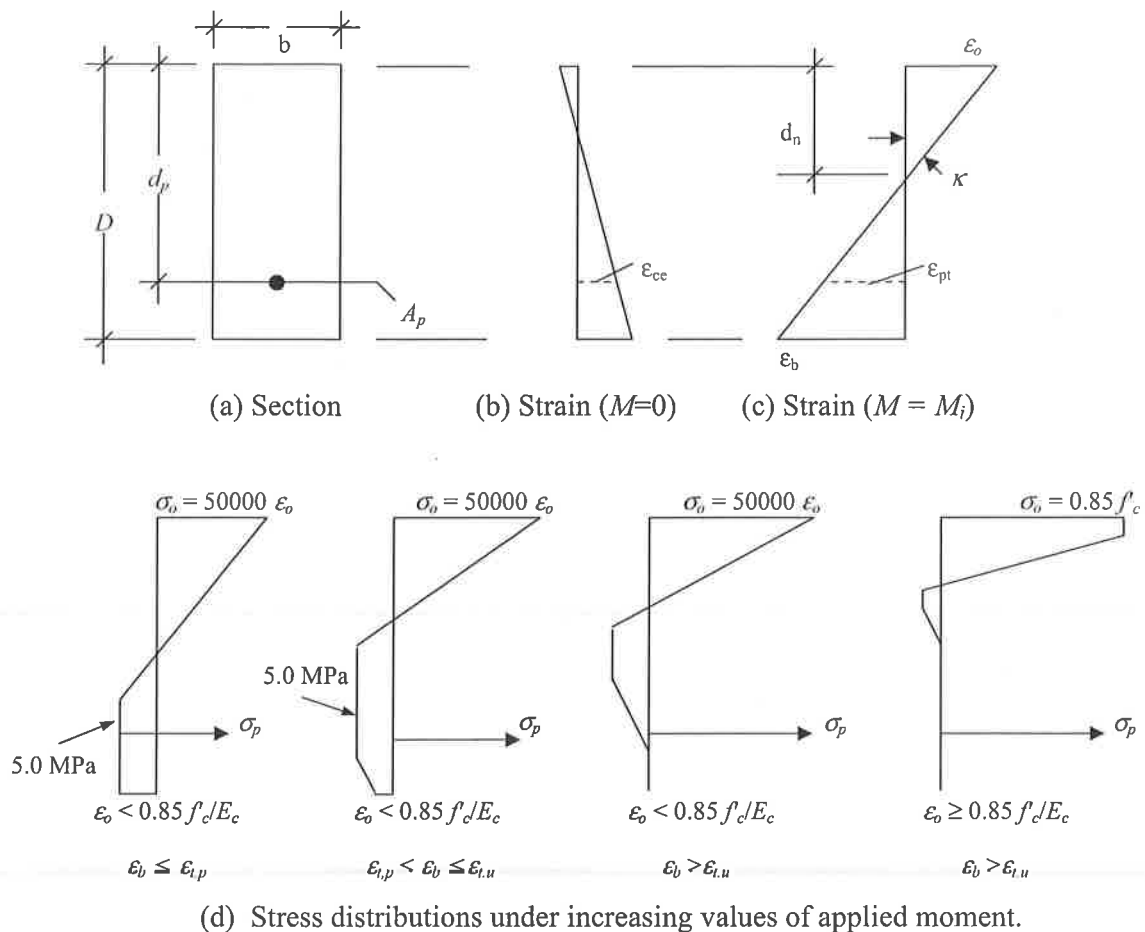 b
D
d_p
A_p
(a) Section
ε_ce
(b) Strain (M=0)
ε_o
d_n
κ
ε_pt
ε_b
(c) Strain (M = M_i)
σ_o = 50000 ε_o
5.0 MPa
σ_p
ε_o < 0.85 f'_c/E_c
ε_b ≤ ε_t.p
σ_o = 50000 ε_o
5.0 MPa
σ_p
ε_o < 0.85 f'_c/E_c
ε_t,p < ε_b ≤ ε_t.u
σ_o = 50000 ε_o
σ_p
ε_o < 0.85 f'_c/E_c
ε_b > ε_t.u
σ_o = 0.85 f'_c
σ_p
ε_o ≥ 0.85 f'_c/E_c
ε_b > ε_t.u
(d) Stress distributions under increasing values of applied moment.